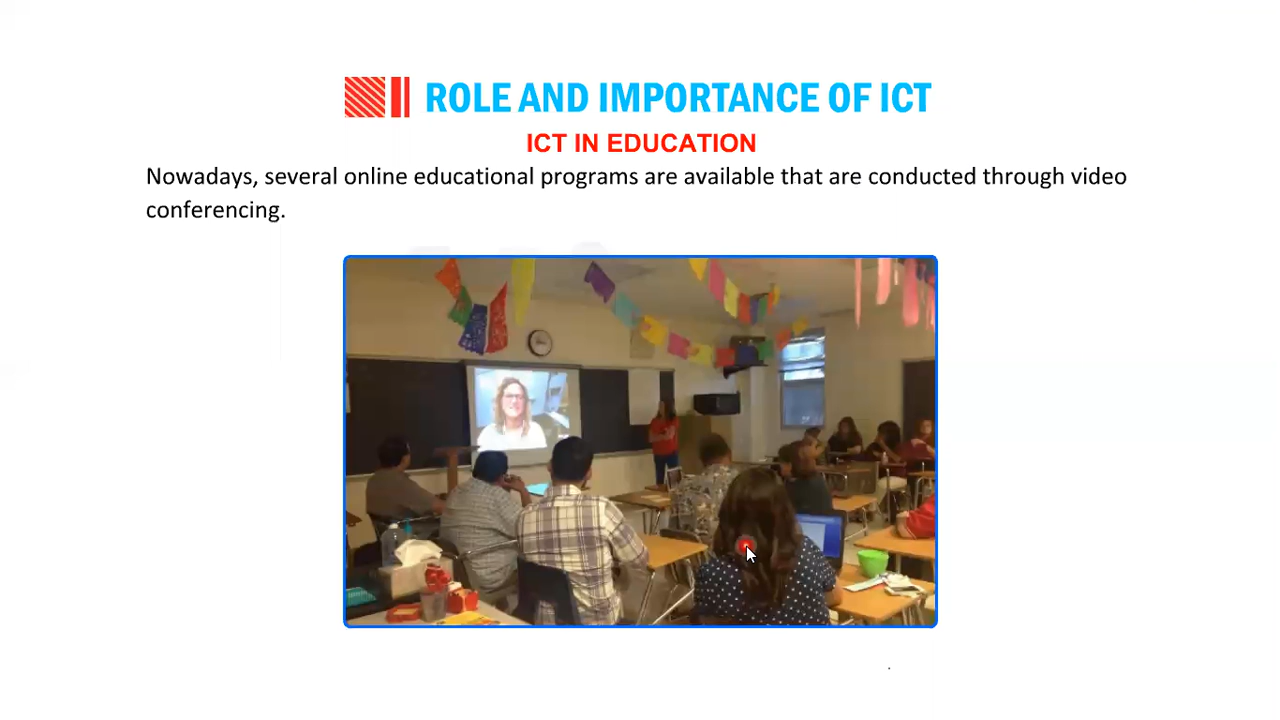 ROLE AND IMPORTANCE OF ICT
ICT IN EDUCATION
Nowadays, several online educational programs are available that are conducted through video
conferencing.